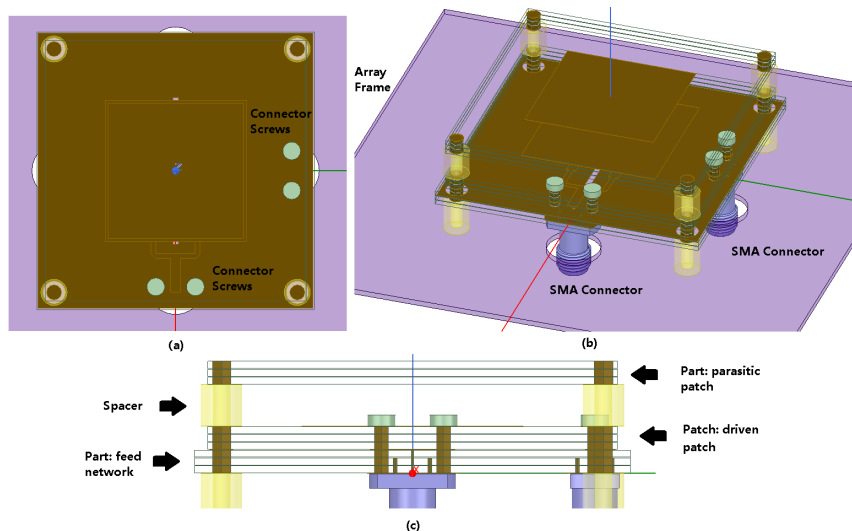 Connector
Screws
Connector
Screws
(a)
Array
Frame
SMA Connector
SMA Connector
(b)
Part: parasitic
patch
Spacer
Patch: driven
patch
Part: feed
network
X
(c)